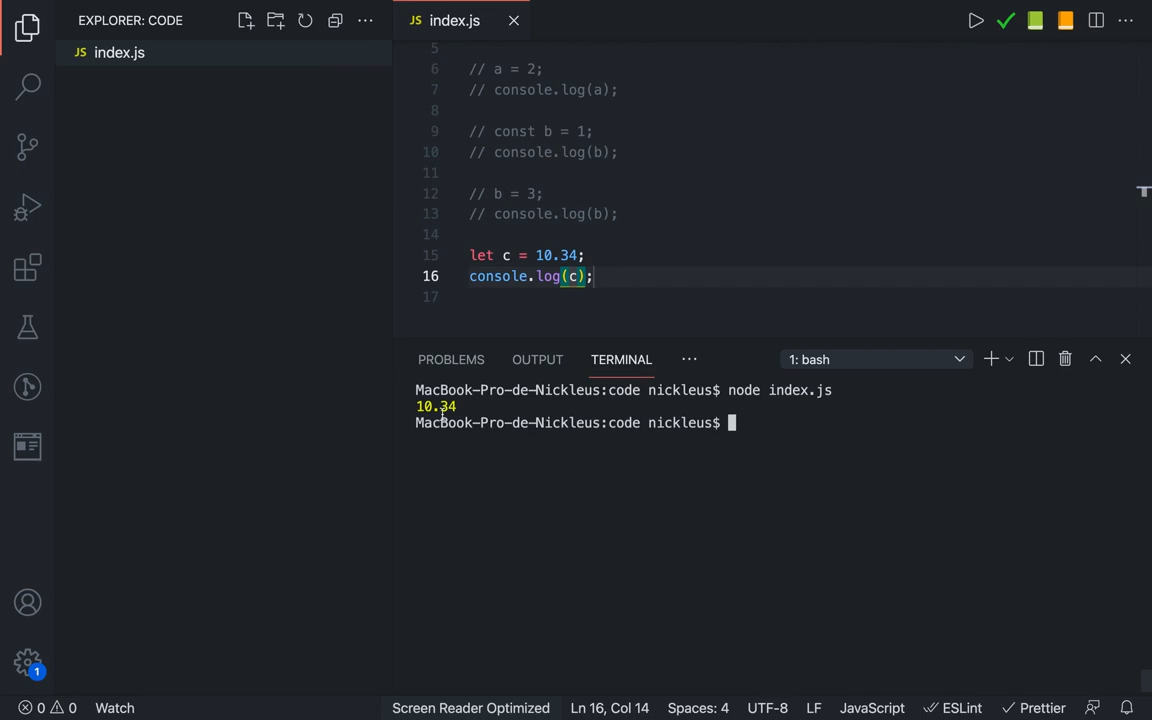 EXPLORER: CODE
JS index.js
JS index.js
5
6 // a = 2;
7 // console.log(a);
8
9 // const b = 1;
10 // console.log(b);
11
12 // b = 3;
13 // console.log(b);
14
15 let c = 10.34;
16 console.log(c);
17
PROBLEMS OUTPUT TERMINAL ··· 1: bash
MacBook-Pro-de-Nickleus:code nickleus$ node index.js
10.34
MacBook-Pro-de-Nickleus:code nickleus$
1
0 0 Watch Screen Reader Optimized Ln 16, Col 14 Spaces: 4 UTF-8 LF JavaScript ESLint Prettier